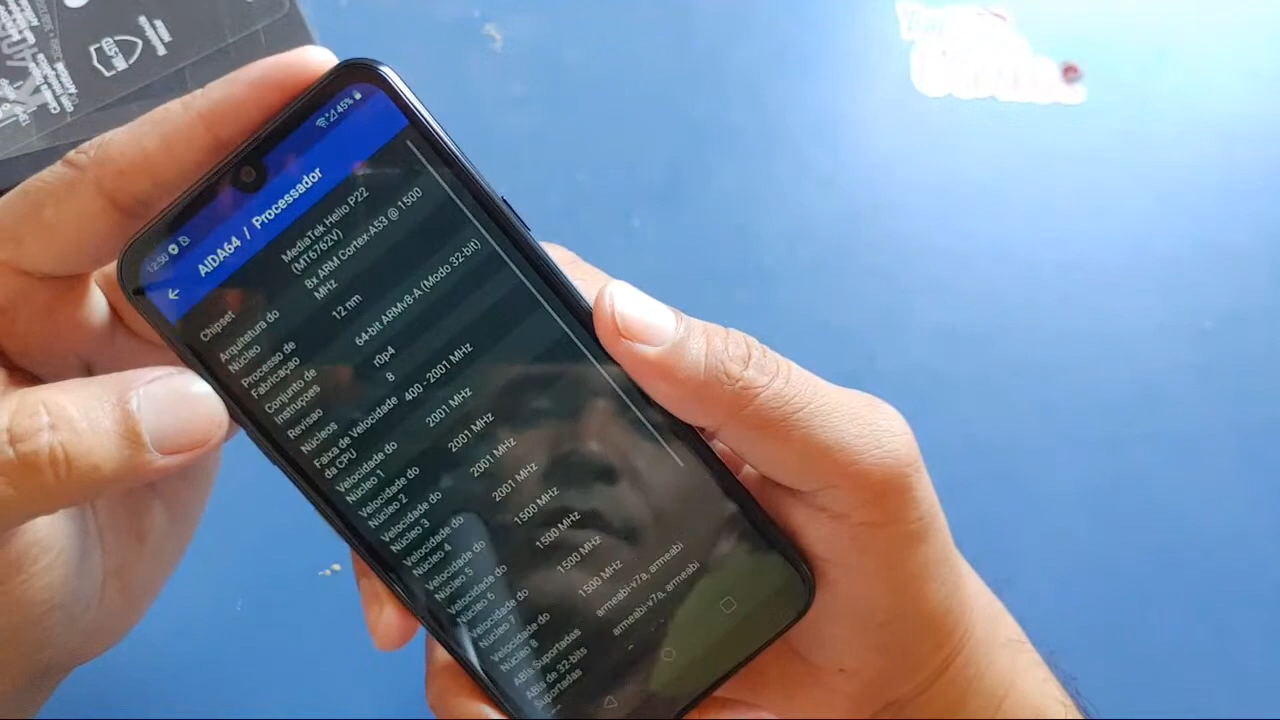 12:50
45%
AIDA64 / Processador
Chipset
MediaTek Helio P22
(MT6762V)
Arquitetura do
Núcleo
8x ARM Cortex-A53 @ 1500
MHz
Processo de
Fabricaçao
12 nm
Conjunto de
Instruçoes
64-bit ARMv8-A (Modo 32-bit)
Revisao
r0p4
Núcleos
8
Faixa de Velocidade
da CPU
400 - 2001 MHz
Velocidade do
Núcleo 1
2001 MHz
Velocidade do
Núcleo 2
2001 MHz
Velocidade do
Núcleo 3
2001 MHz
Velocidade do
Núcleo 4
2001 MHz
Velocidade do
Núcleo 5
1500 MHz
Velocidade do
Núcleo 6
1500 MHz
Velocidade do
Núcleo 7
1500 MHz
Velocidade do
Núcleo 8
1500 MHz
ABIs Suportadas
armeabi-v7a, armeabi
ABIs de 32-bits
Suportadas
armeabi-v7a, armeabi
MIL-STD